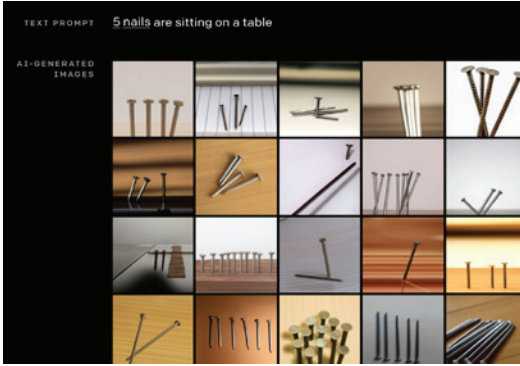 TEXT PROMPT
5 nails are sitting on a table
AI-GENERATED
IMAGES